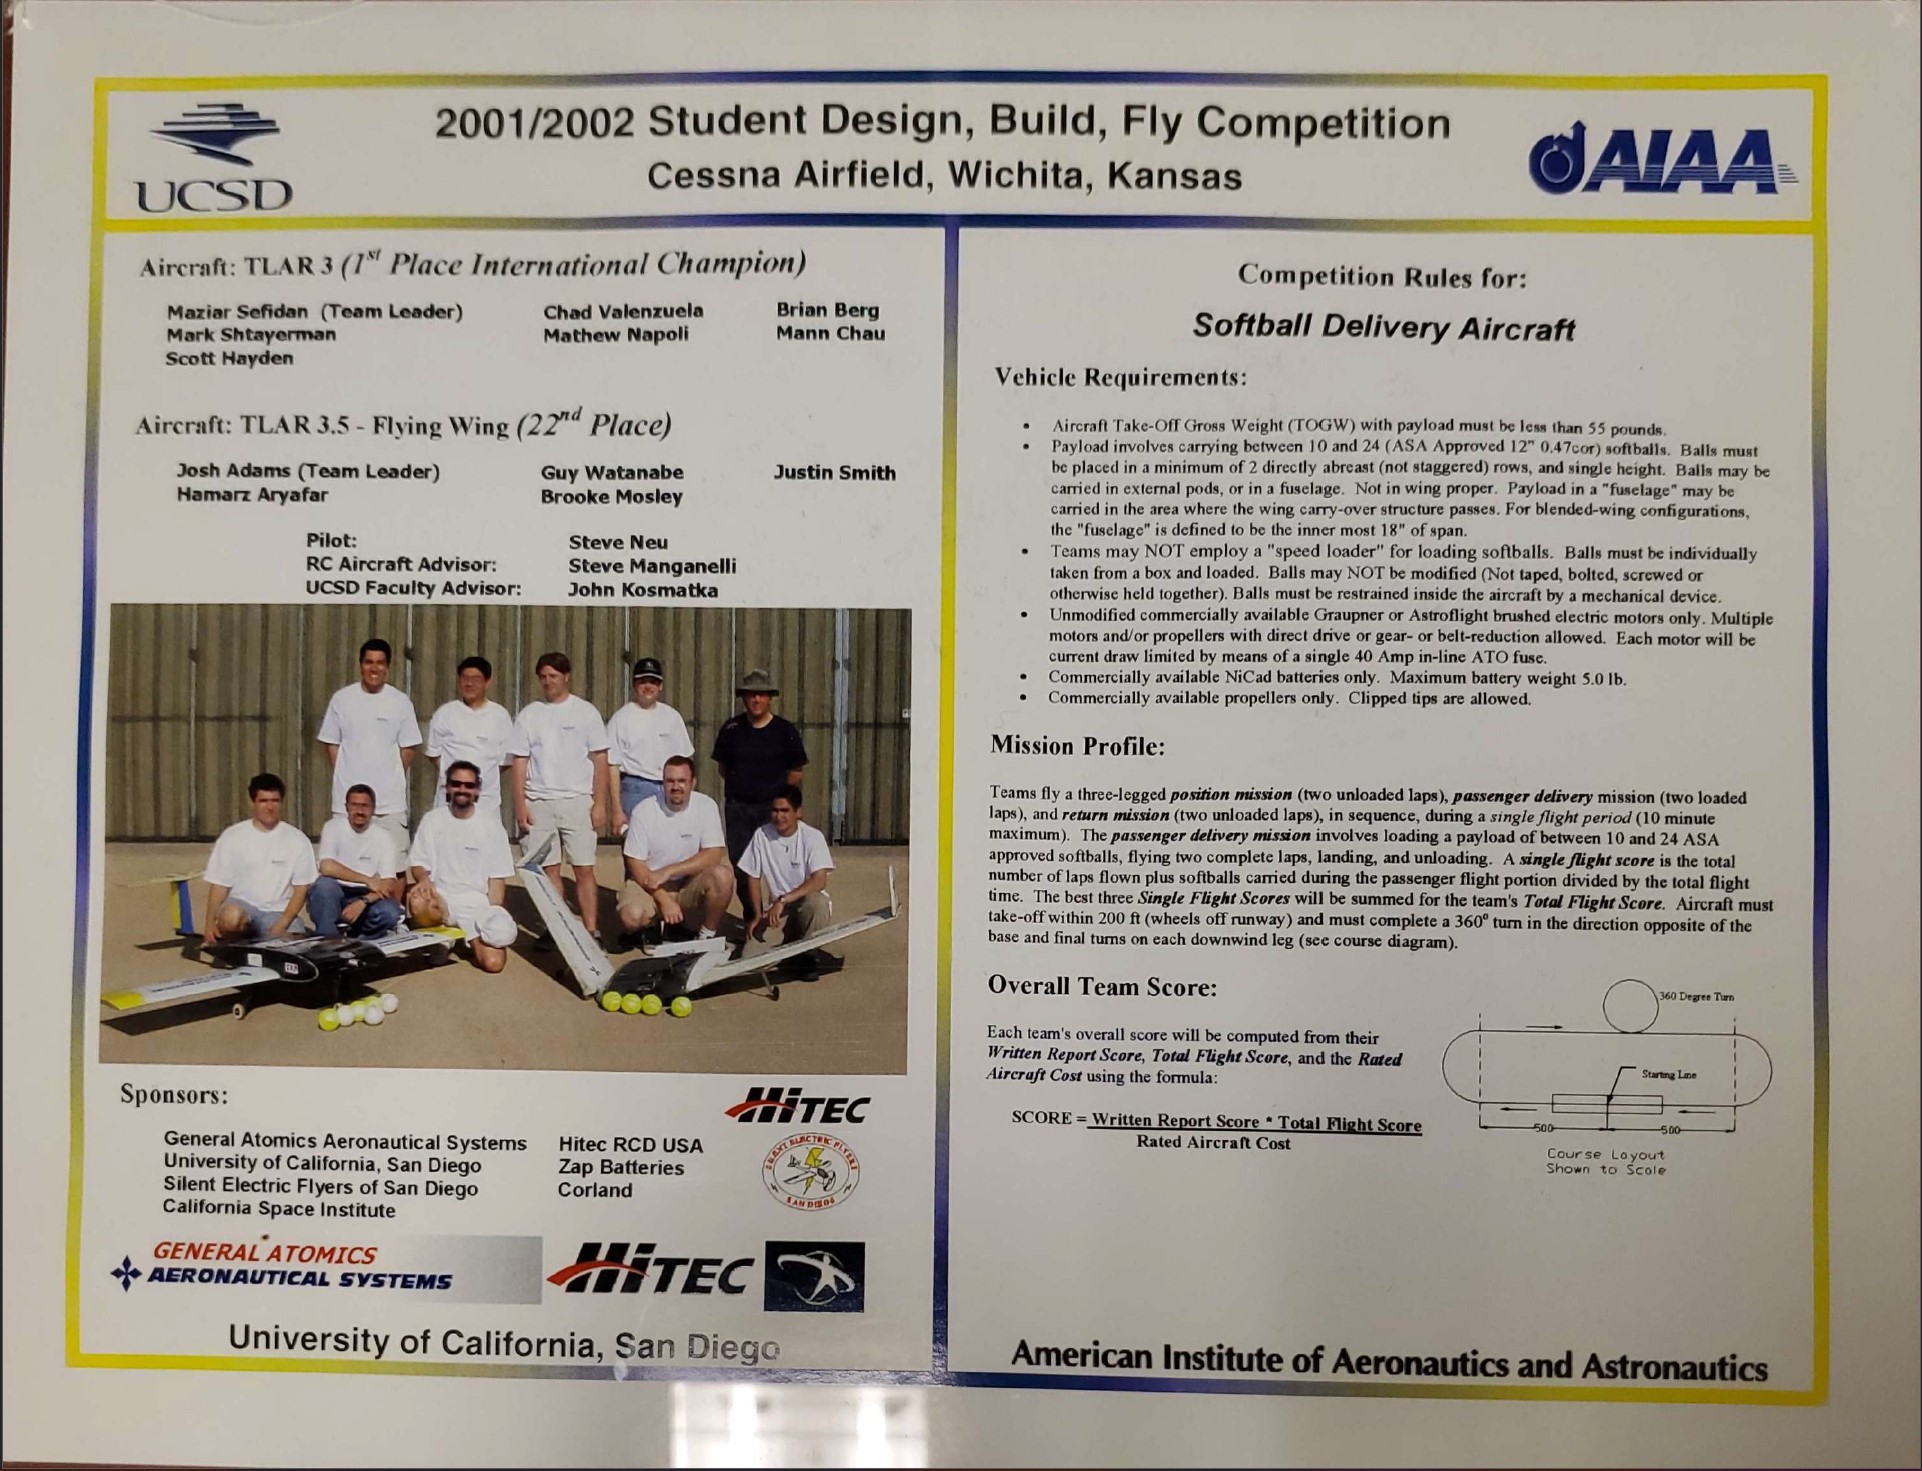 2001/2002 Student Design, Build, Fly Competition
Cessna Airfield, Wichita, Kansas
UCSD
AIAA
Aircraft: TLAR 3 (1st Place International Champion)
Maziar Sefidan (Team Leader) Chad Valenzuela Brian Berg
Mark Shtayerman Mathew Napoli Mann Chau
Scott Hayden
Aircraft: TLAR 3.5 - Flying Wing (22nd Place)
Josh Adams (Team Leader) Guy Watanabe Justin Smith
Hamarz Aryafar Brooke Mosley
Pilot: Steve Neu
RC Aircraft Advisor: Steve Manganelli
UCSD Faculty Advisor: John Kosmatka
Sponsors:
HiTEC
General Atomics Aeronautical Systems Hitec RCD USA
University of California, San Diego Zap Batteries
Silent Electric Flyers of San Diego Corland
California Space Institute
SILENT ELECTRIC FLYERS
SAN DIEGO
GENERAL ATOMICS
AERONAUTICAL SYSTEMS
HiTEC
University of California, San Diego
Competition Rules for:
Softball Delivery Aircraft
Vehicle Requirements:
• Aircraft Take-Off Gross Weight (TOGW) with payload must be less than 55 pounds.
• Payload involves carrying between 10 and 24 (ASA Approved 12" 0.47cor) softballs. Balls must
be placed in a minimum of 2 directly abreast (not staggered) rows, and single height. Balls may be
carried in external pods, or in a fuselage. Not in wing proper. Payload in a "fuselage" may be
carried in the area where the wing carry-over structure passes. For blended-wing configurations,
the "fuselage" is defined to be the inner most 18" of span.
• Teams may NOT employ a "speed loader" for loading softballs. Balls must be individually
taken from a box and loaded. Balls may NOT be modified (Not taped, bolted, screwed or
otherwise held together). Balls must be restrained inside the aircraft by a mechanical device.
• Unmodified commercially available Graupner or Astroflight brushed electric motors only. Multiple
motors and/or propellers with direct drive or gear- or belt-reduction allowed. Each motor will be
current draw limited by means of a single 40 Amp in-line ATO fuse.
• Commercially available NiCad batteries only. Maximum battery weight 5.0 lb.
• Commercially available propellers only. Clipped tips are allowed.
Mission Profile:
Teams fly a three-legged position mission (two unloaded laps), passenger delivery mission (two loaded
laps), and return mission (two unloaded laps), in sequence, during a single flight period (10 minute
maximum). The passenger delivery mission involves loading a payload of between 10 and 24 ASA
approved softballs, flying two complete laps, landing, and unloading. A single flight score is the total
number of laps flown plus softballs carried during the passenger flight portion divided by the total flight
time. The best three Single Flight Scores will be summed for the team's Total Flight Score. Aircraft must
take-off within 200 ft (wheels off runway) and must complete a 360° turn in the direction opposite of the
base and final turns on each downwind leg (see course diagram).
Overall Team Score:
Each team's overall score will be computed from their
Written Report Score, Total Flight Score, and the Rated
Aircraft Cost using the formula:
SCORE = Written Report Score * Total Flight Score
Rated Aircraft Cost
360 Degree Turn
Starting Line
500 500
Course Layout
Shown to Scale
American Institute of Aeronautics and Astronautics